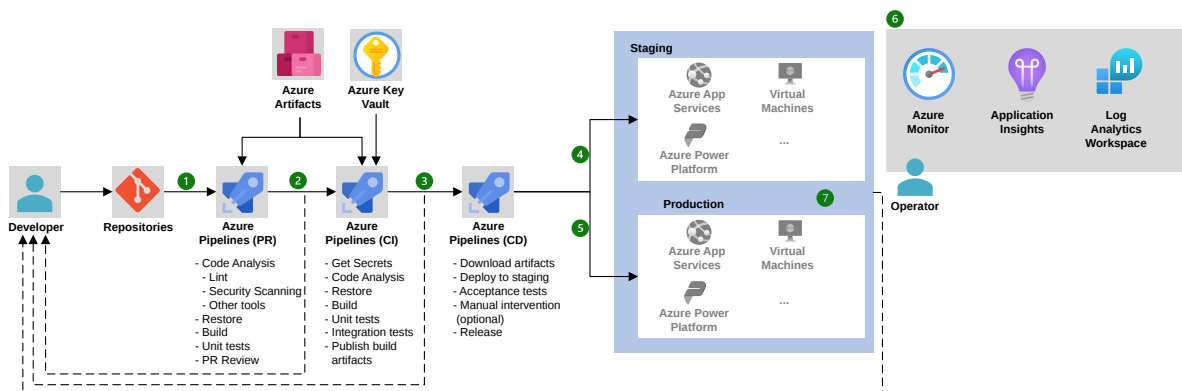 6
Staging
Azure App
Services
Virtual
Machines
Azure Power
Platform
...
Azure
Monitor
Application
Insights
Log
Analytics
Workspace
Azure
Artifacts
Azure Key
Vault
4
1
2
3
Operator
7
Developer
Repositories
Azure
Pipelines (PR)
Azure
Pipelines (CI)
Azure
Pipelines (CD)
5
Production
Azure App
Services
Virtual
Machines
Azure Power
Platform
...
- Code Analysis
- Lint
- Security Scanning
- Other tools
- Restore
- Build
- Unit tests
- PR Review
- Get Secrets
- Code Analysis
- Restore
- Build
- Unit tests
- Integration tests
- Publish build
artifacts
- Download artifacts
- Deploy to staging
- Acceptance tests
- Manual intervention
(optional)
- Release